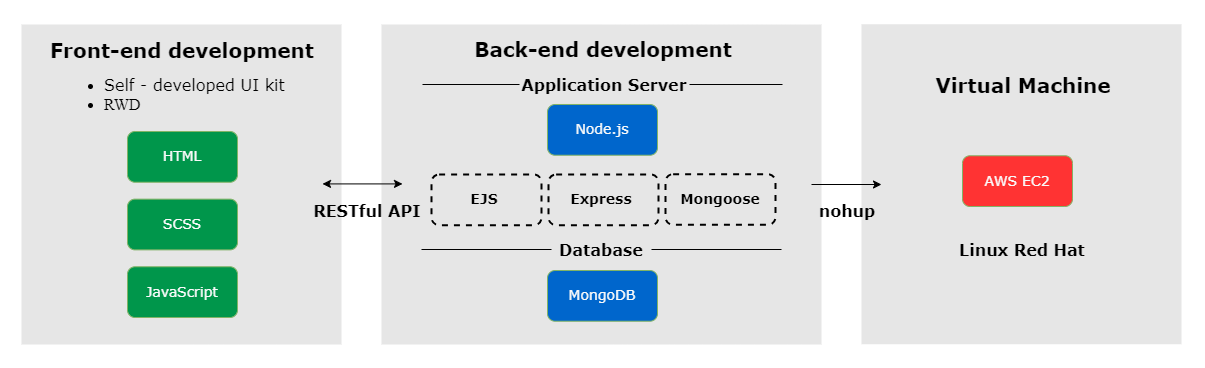 Front-end development
• Self - developed UI kit
• RWD
HTML
SCSS
JavaScript
RESTful API
Back-end development
Application Server
Node.js
EJS
Express
Mongoose
Database
MongoDB
nohup
Virtual Machine
AWS EC2
Linux Red Hat